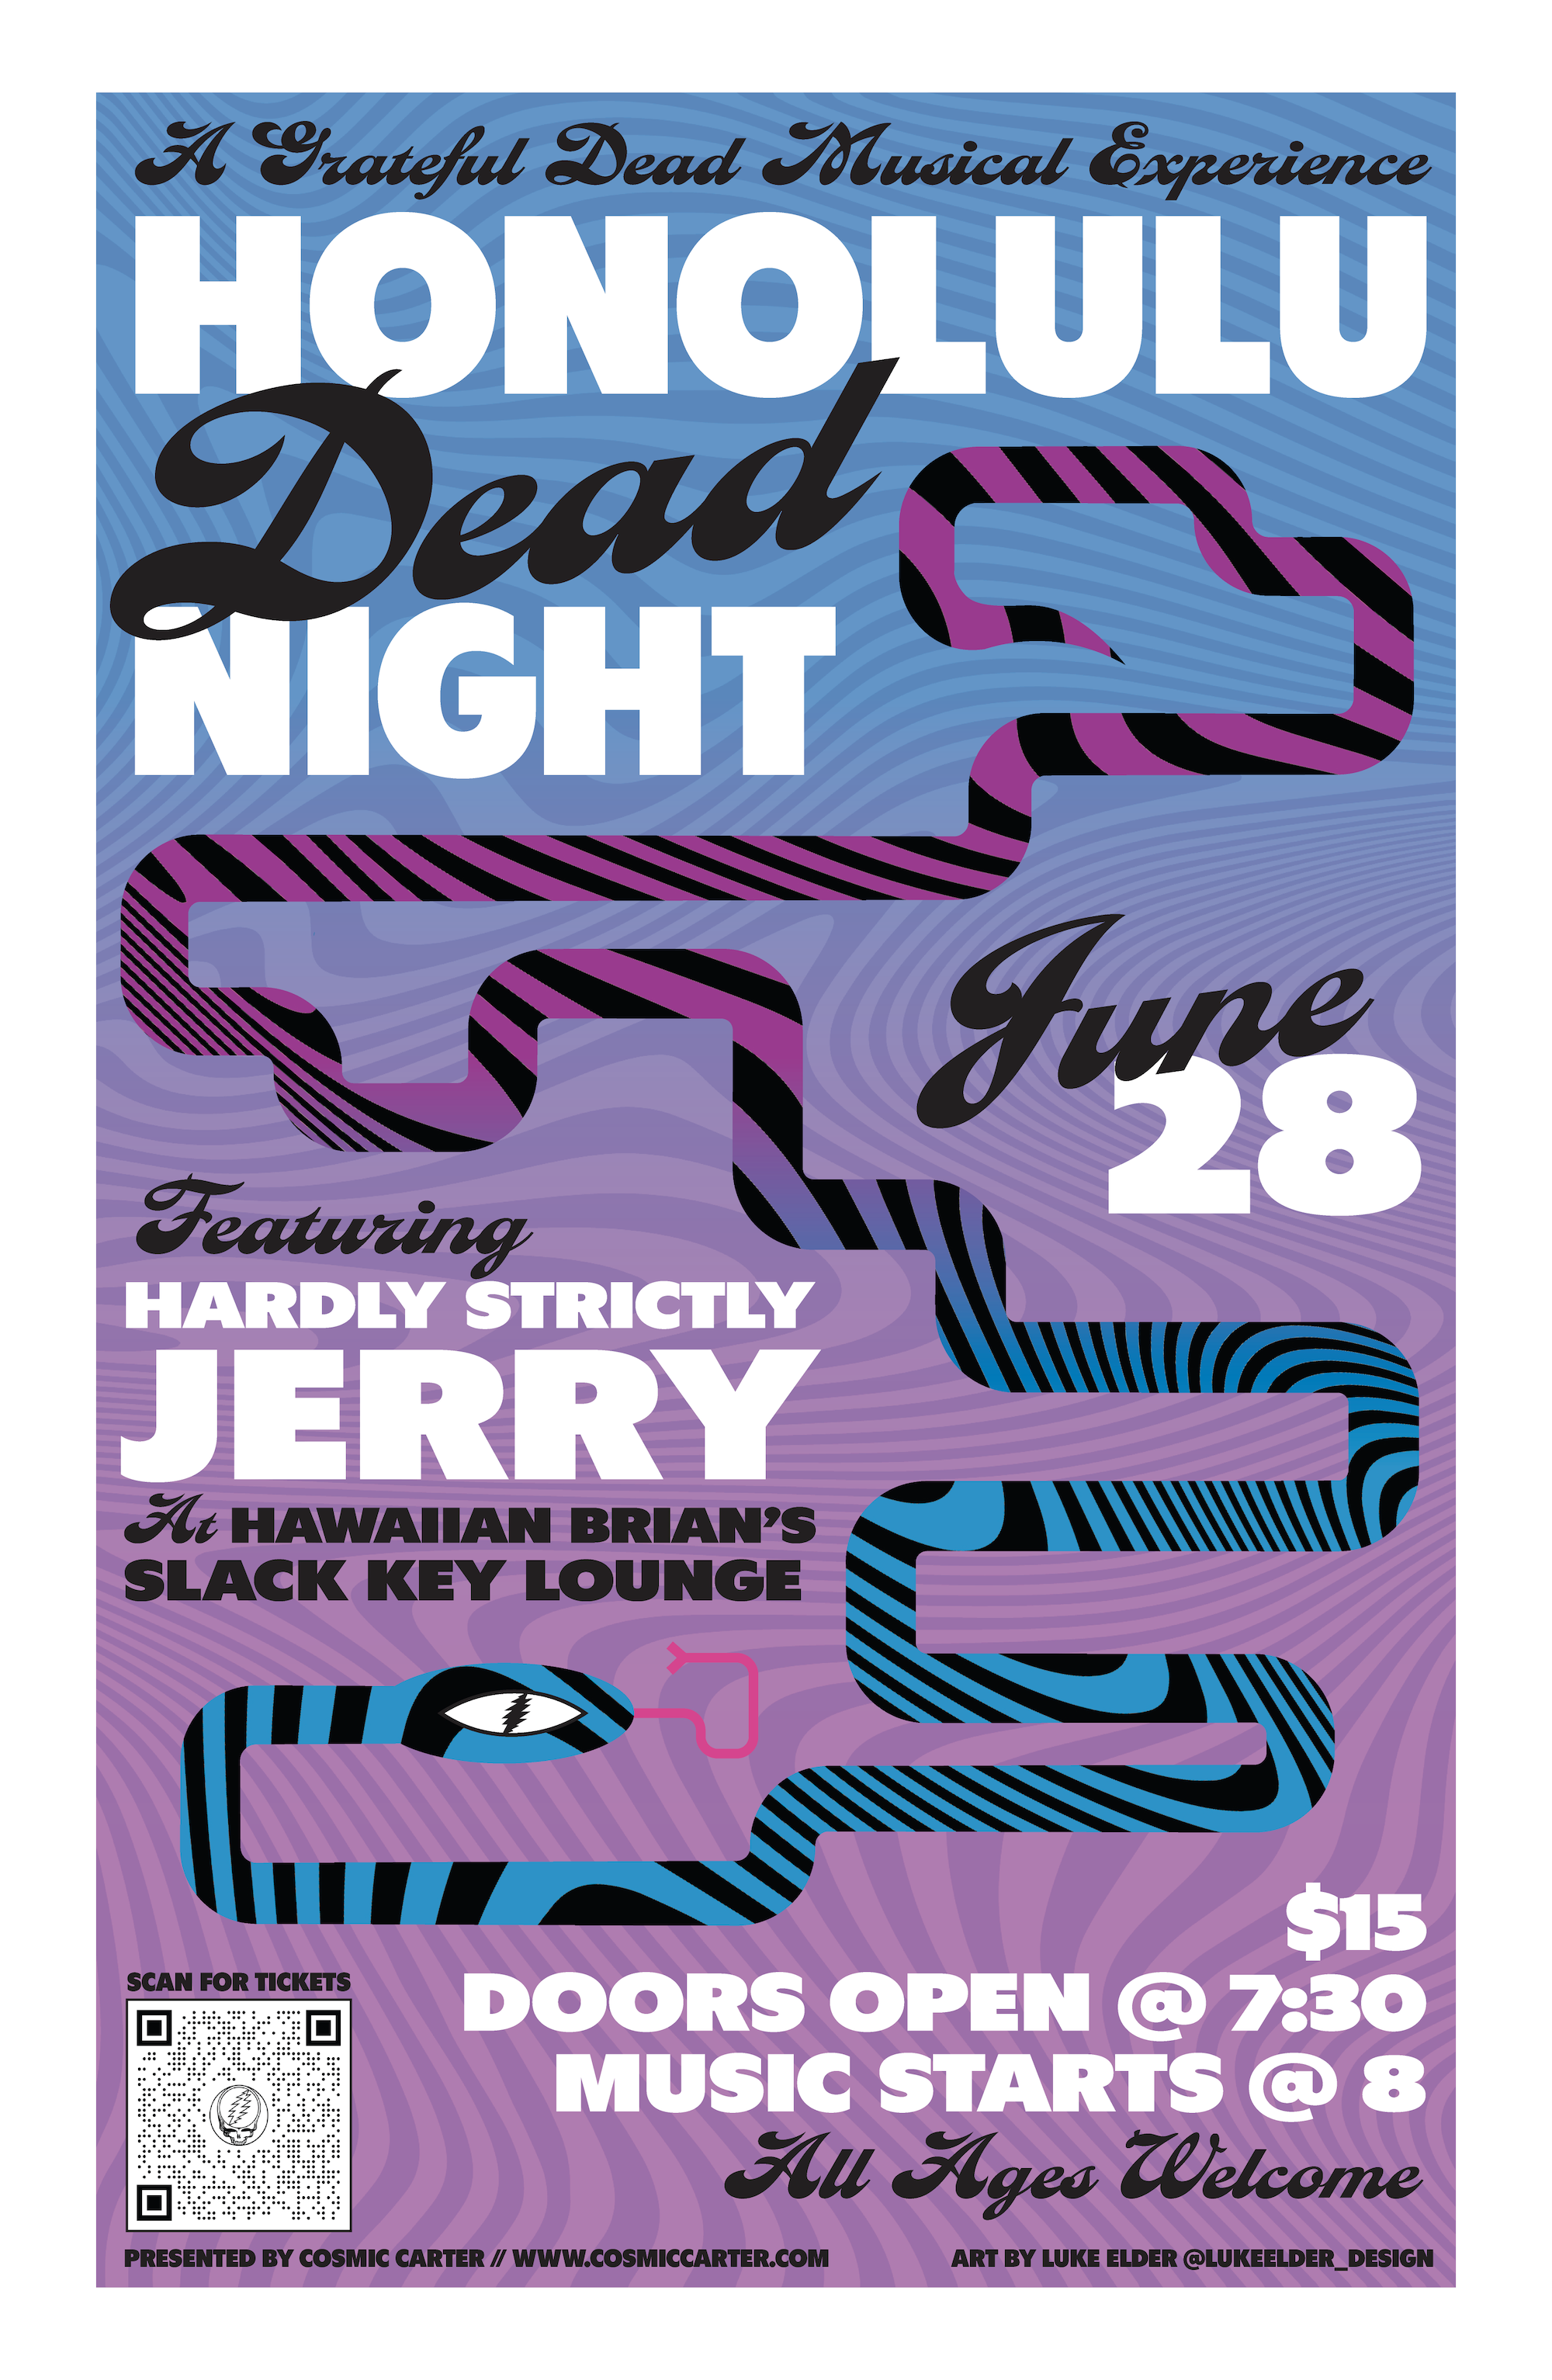 A Grateful Dead Musical Experience
HONOLULU
Dead
NIGHT
June
28
Featuring
HARDLY STRICTLY
JERRY
At HAWAIIAN BRIAN'S
SLACK KEY LOUNGE
$15
DOORS OPEN @ 7:30
MUSIC STARTS @ 8
All Ages Welcome
SCAN FOR TICKETS
PRESENTED BY COSMIC CARTER // WWW.COSMICCARTER.COM
ART BY LUKE ELDER @LUKEELDER_DESIGN